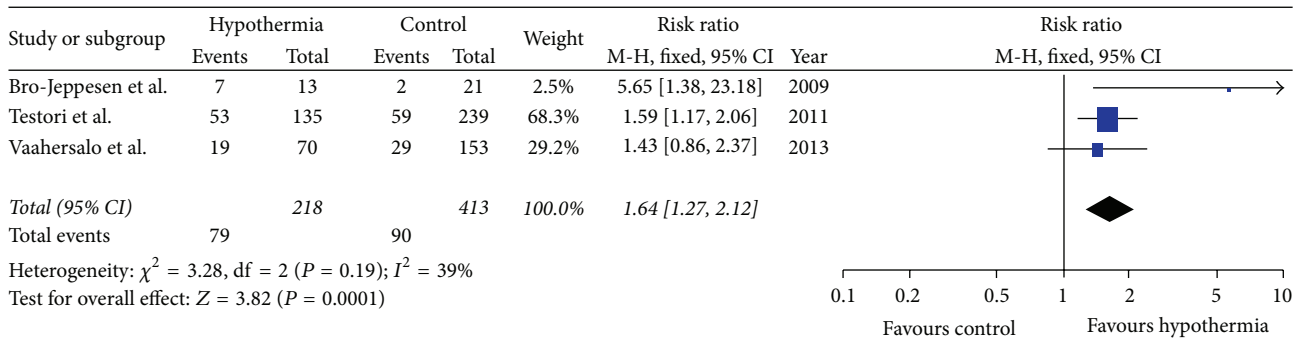 Study or subgroup Hypothermia Control Weight Risk ratio Risk ratio
Events Total Events Total M-H, fixed, 95% CI Year M-H, fixed, 95% CI
Bro-Jeppesen et al. 7 13 2 21 2.5% 5.65 [1.38, 23.18] 2009
Testori et al. 53 135 59 239 68.3% 1.59 [1.17, 2.06] 2011
Vaahersalo et al. 19 70 29 153 29.2% 1.43 [0.86, 2.37] 2013
Total (95% CI) 218 413 100.0% 1.64 [1.27, 2.12]
Total events 79 90
Heterogeneity: χ² = 3.28, df = 2 (P = 0.19); I² = 39%
Test for overall effect: Z = 3.82 (P = 0.0001)
0.1 0.2 0.5 1 2 5 10
Favours control Favours hypothermia